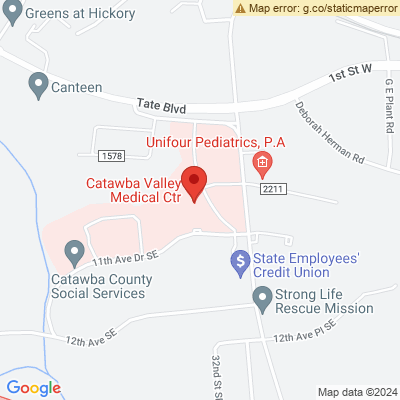 Map error: g.co/staticmaperror
Greens at Hickory
1st St W
Canteen
Tate Blvd
G E Plant Rd
Deborah Herman Rd
Unifour Pediatrics, P.A
1578
Catawba Valley
Medical Ctr
2211
11th Ave Dr SE
State Employees'
Credit Union
Catawba County
Social Services
Strong Life
Rescue Mission
12th Ave SE
12th Ave Pl SE
32nd St S
Google
Map data ©2024